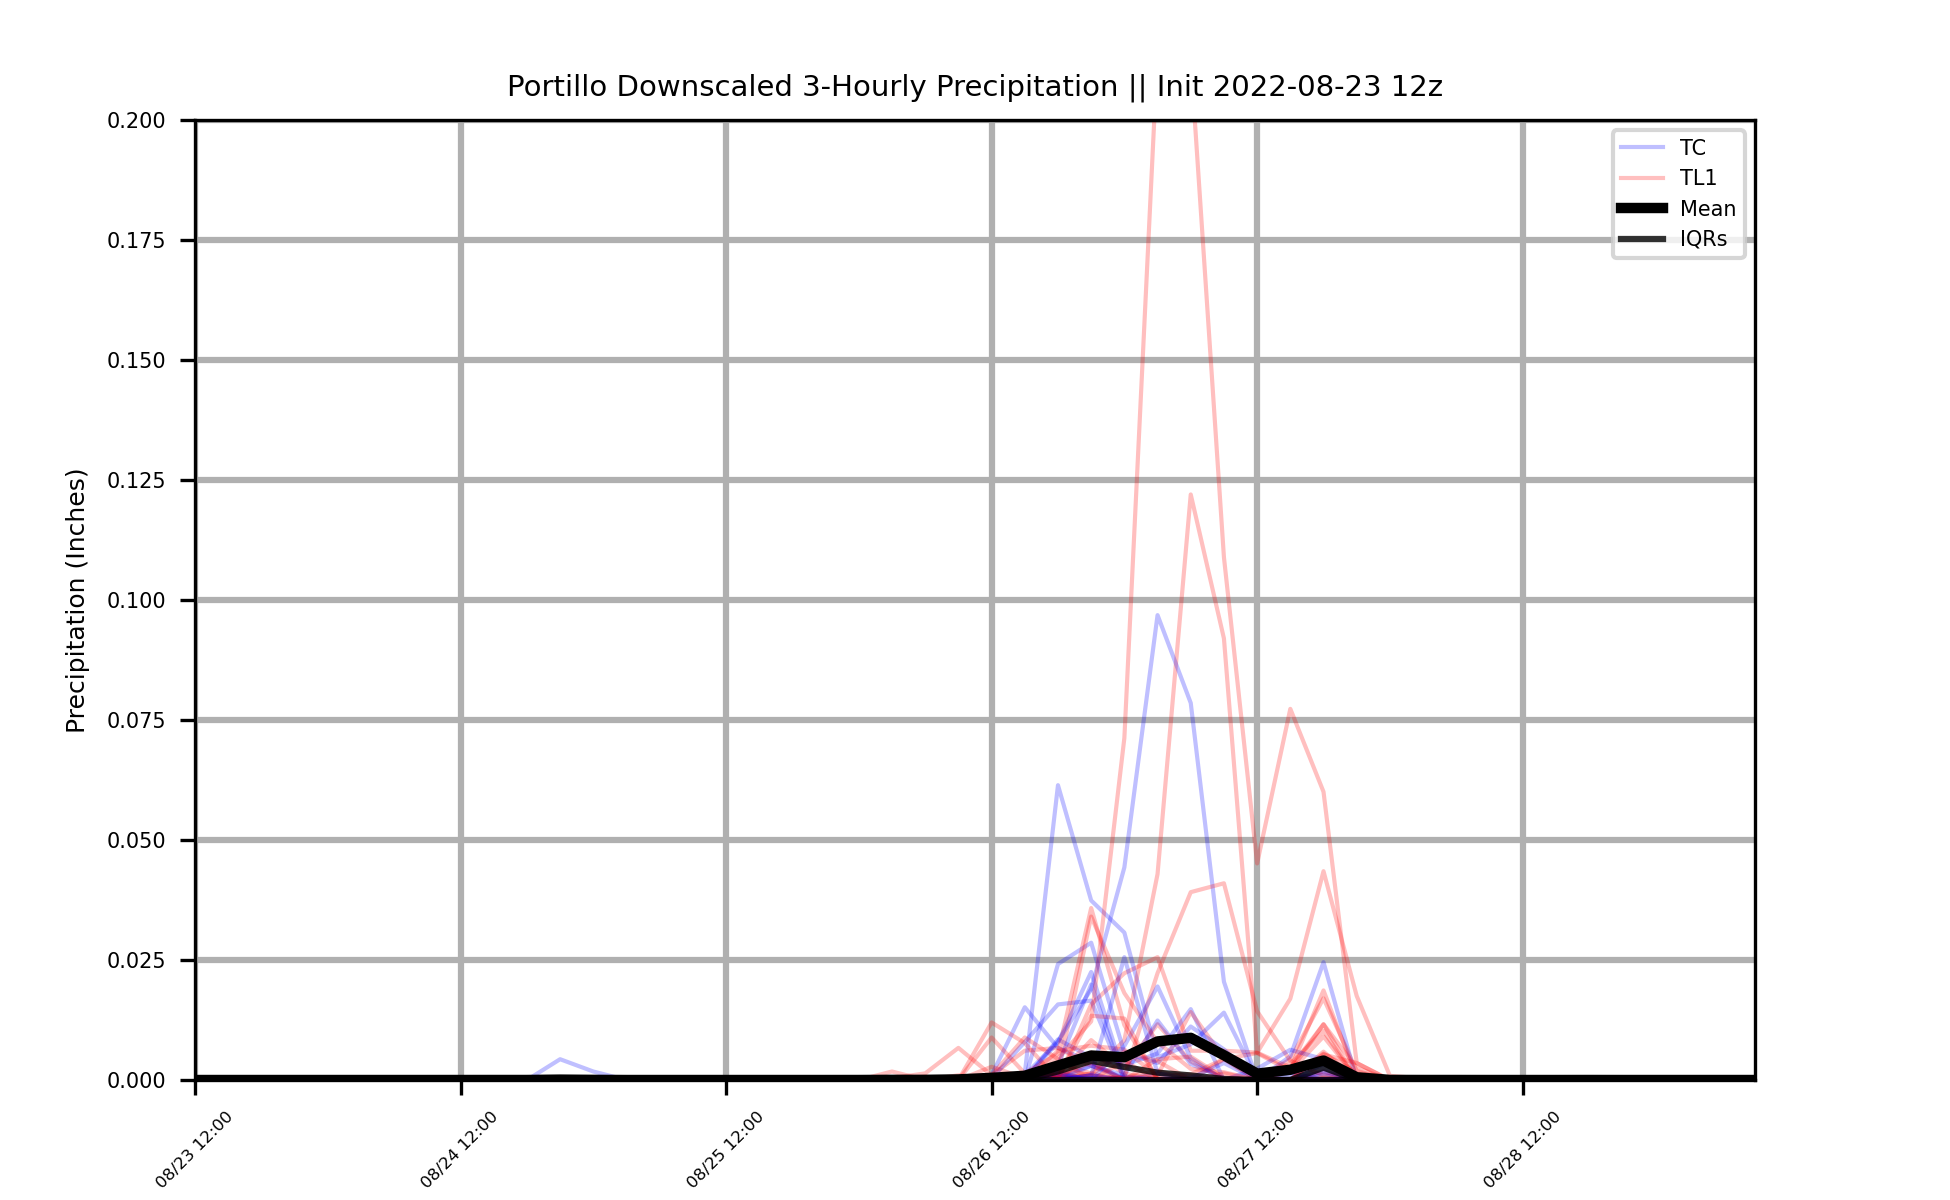 Portillo Downscaled 3-Hourly Precipitation || Init 2022-08-23 12z
TC
TL1
Mean
IQRs
Precipitation (Inches)
0.200
0.175
0.150
0.125
0.100
0.075
0.050
0.025
0.000
08/23 12:00
08/24 12:00
08/25 12:00
08/26 12:00
08/27 12:00
08/28 12:00